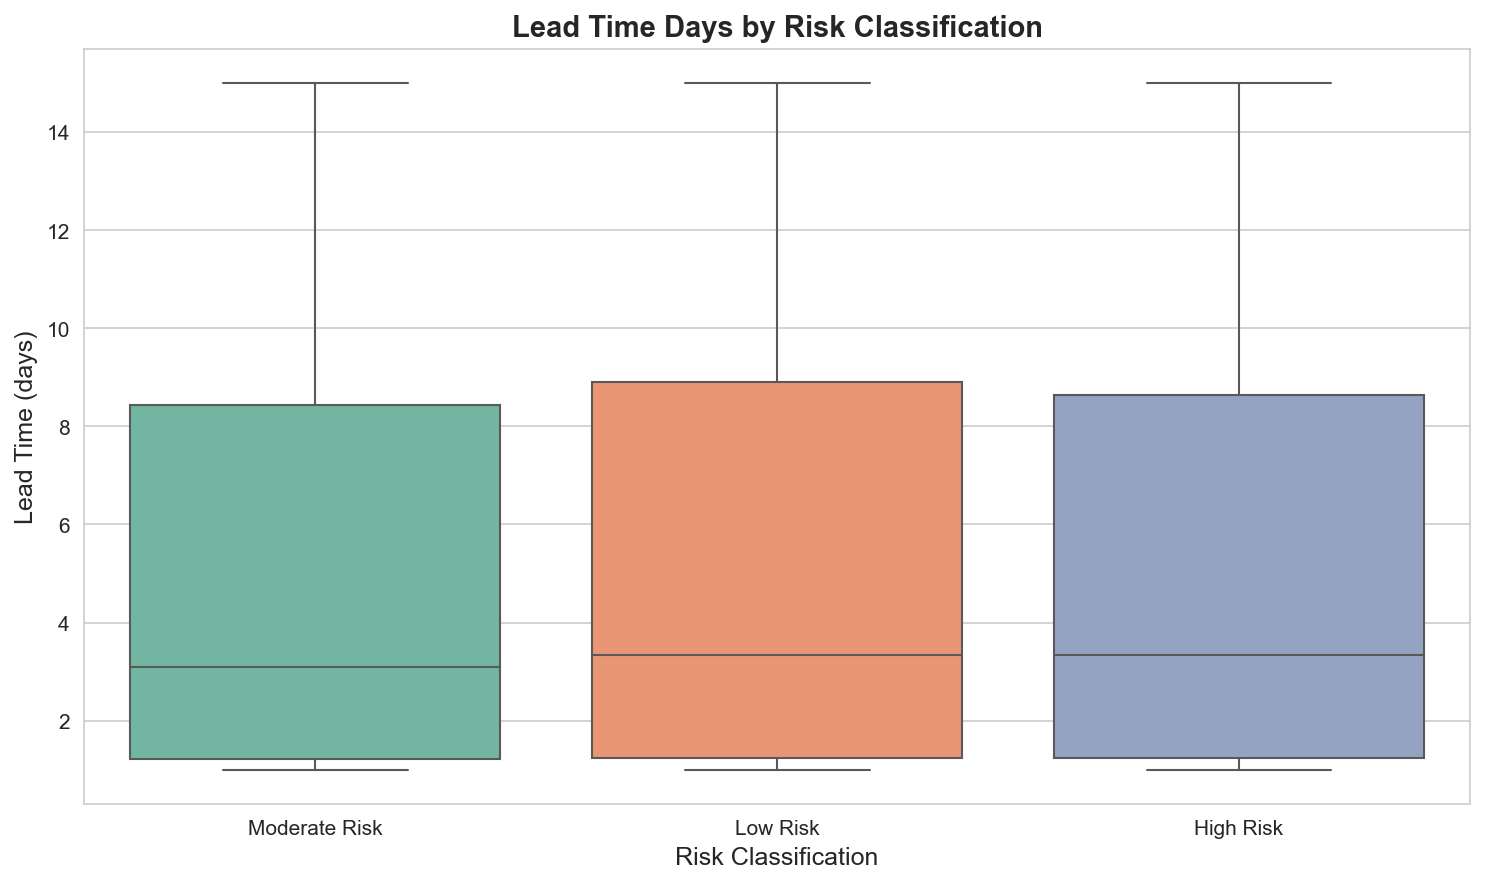 Lead Time Days by Risk Classification
Lead Time (days)
14
12
10
8
6
4
2
Moderate Risk
Low Risk
High Risk
Risk Classification